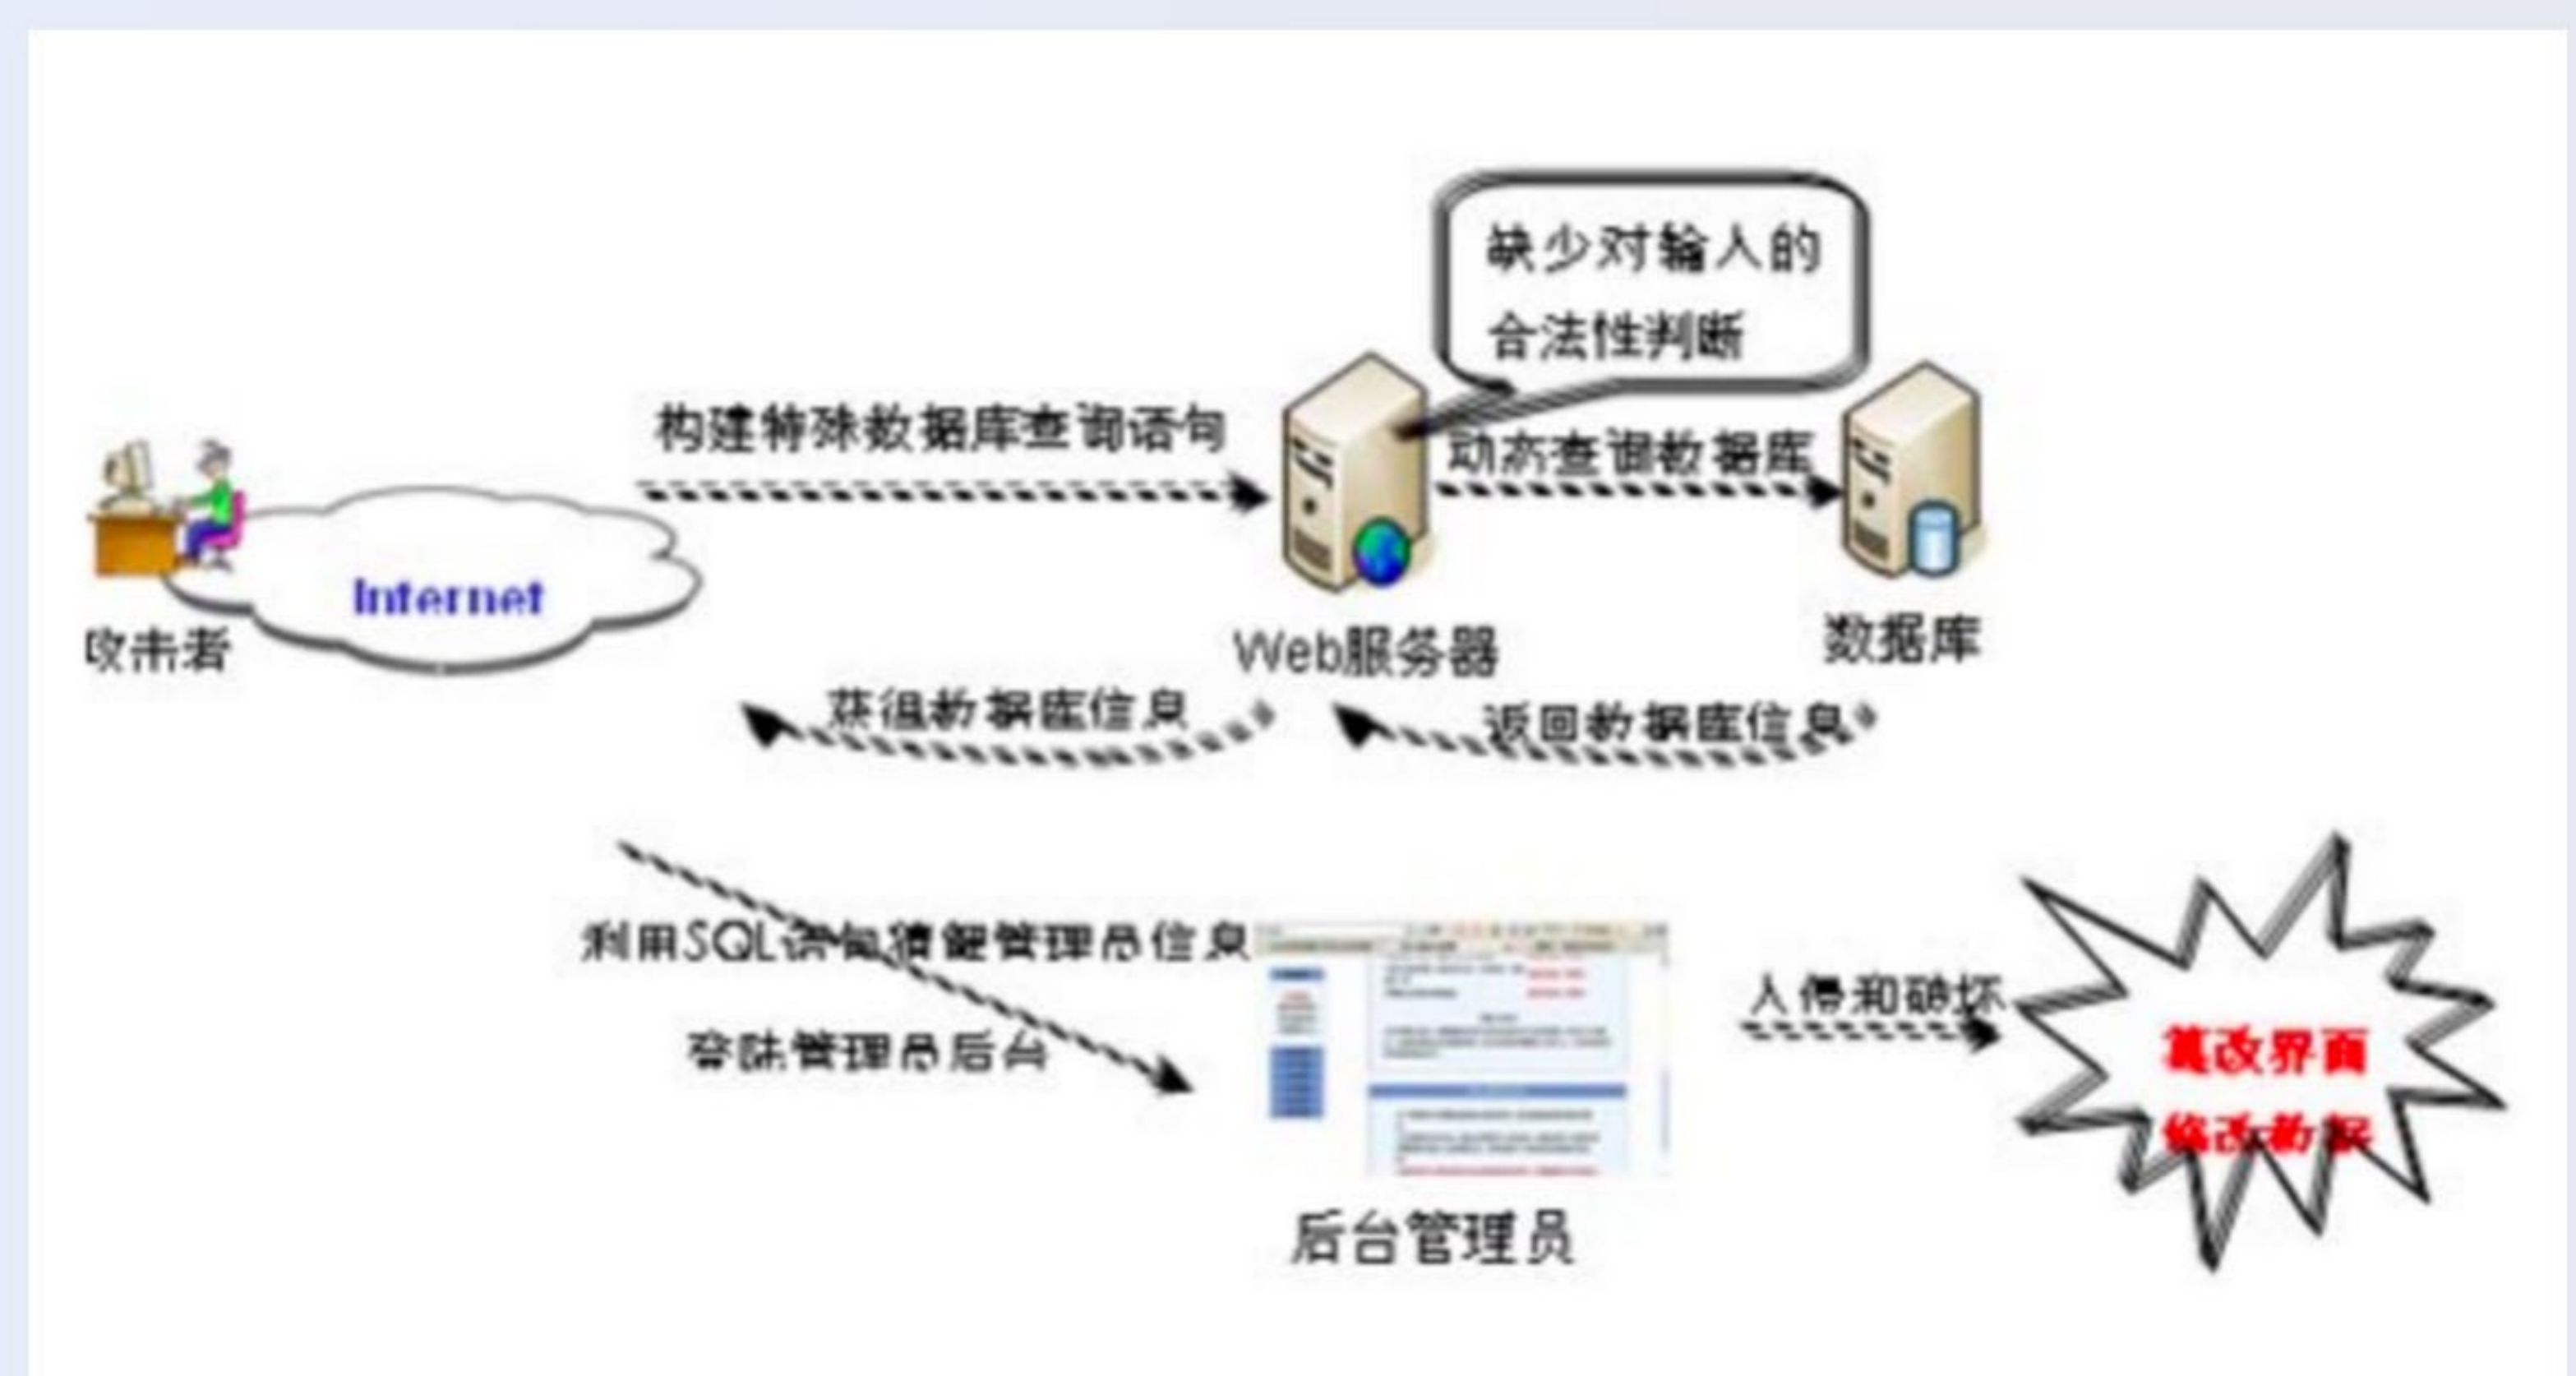 缺少对输入的
合法性判断
构建特殊数据库查询语句
动态查询数据库
Internet
攻击者
Web服务器
数据库
获得数据库信息
返回数据库信息
利用SQL语句猜解管理员信息
登陆管理员后台
入侵和破坏
篡改界面
修改数据
后台管理员